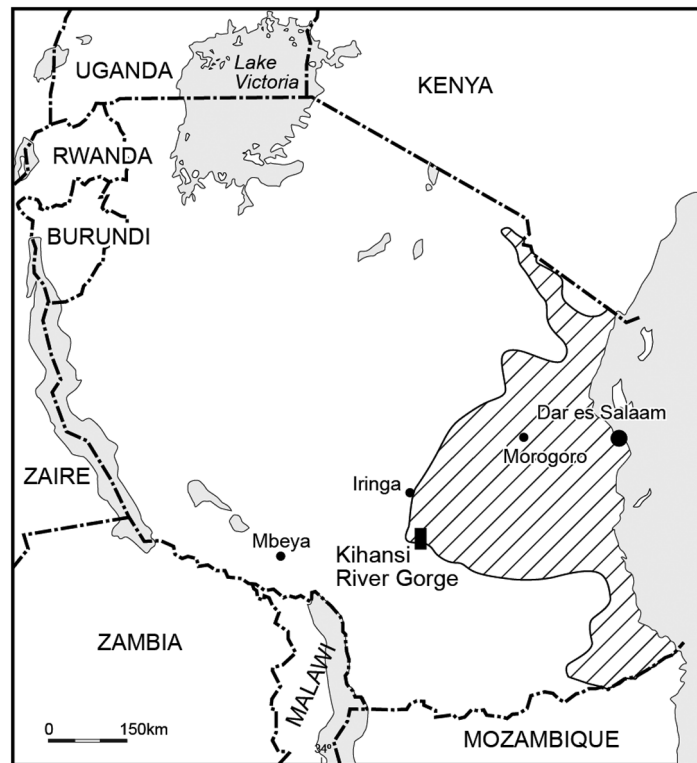 UGANDA
Lake
Victoria
KENYA
RWANDA
BURUNDI
Dar es Salaam
Morogoro
ZAIRE
Iringa
Mbeya
Kihansi
River Gorge
ZAMBIA
MALAWI
0 150km
34º
MOZAMBIQUE